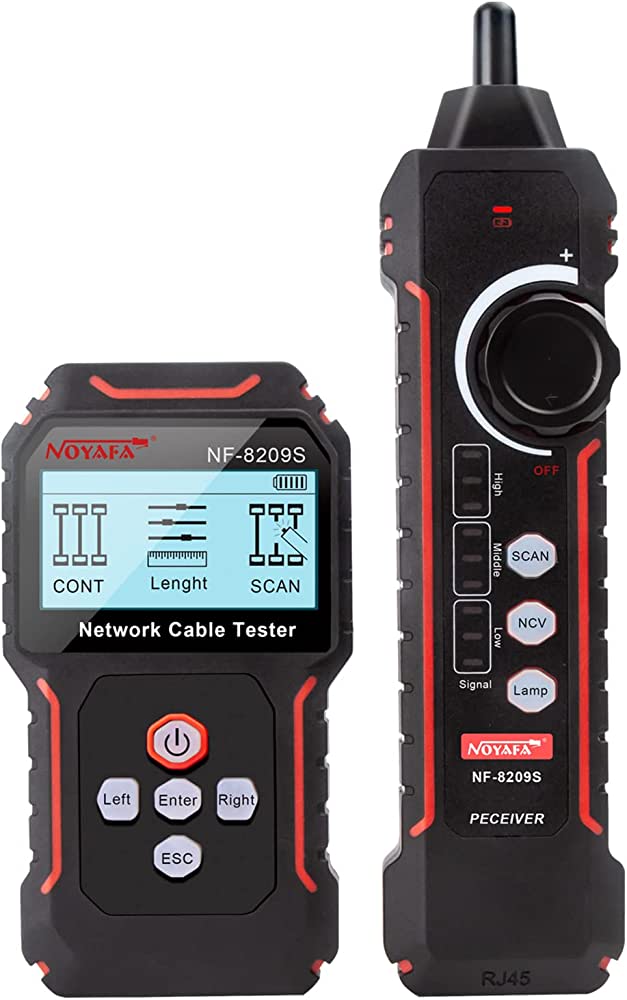 NOYAFA®
NF-8209S
CONT
Lenght
SCAN
Network Cable Tester
Left
Enter
Right
ESC
+
OFF
High
Middle
Low
Signal
SCAN
NCV
Lamp
NOYAFA®
NF-8209S
PECEIVER
RJ45